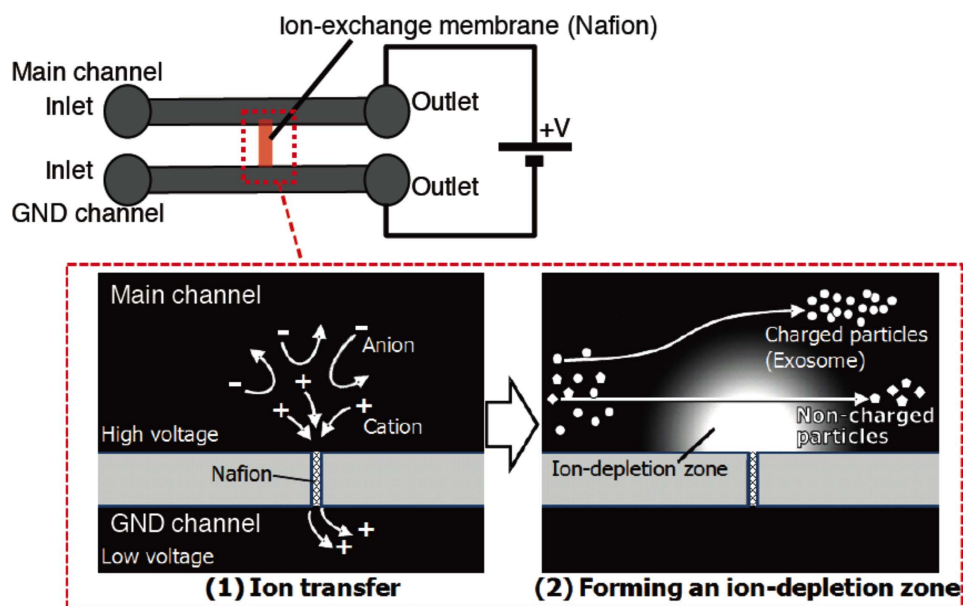 Ion-exchange membrane (Nafion)
Main channel
Inlet
Outlet
+V
Inlet
Outlet
GND channel
Main channel
−
−
−
Anion
+
+
+
Cation
High voltage
Nafion
GND channel
+
+
Low voltage
(1) Ion transfer
Charged particles
(Exosome)
Non-charged
particles
Ion-depletion zone
(2) Forming an ion-depletion zone